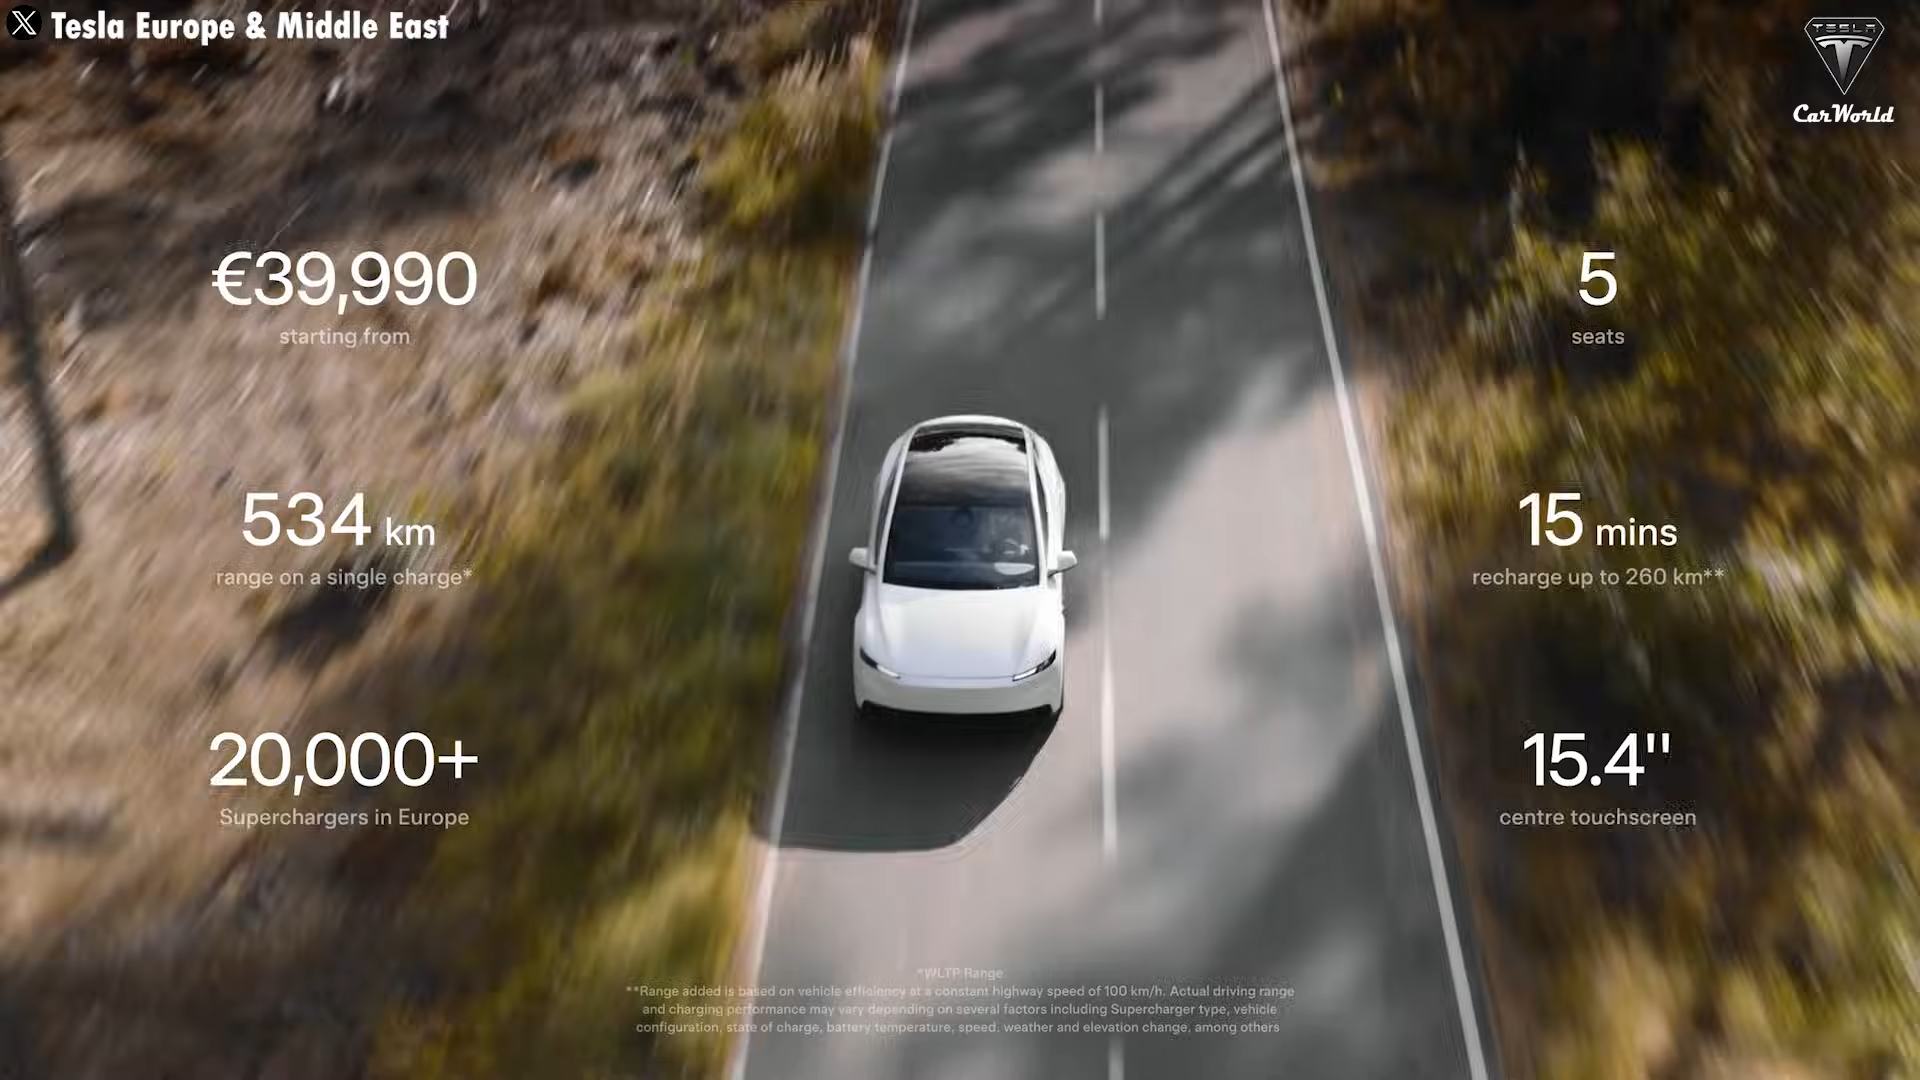 Tesla Europe & Middle East
TESLA
CarWorld
€39,990
starting from
5
seats
534 km
range on a single charge*
15 mins
recharge up to 260 km**
20,000+
Superchargers in Europe
15.4"
centre touchscreen
*WLTP Range
**Range added is based on vehicle efficiency at a constant highway speed of 100 km/h. Actual driving range
and charging performance may vary depending on several factors including Supercharger type, vehicle
configuration, state of charge, battery temperature, speed, weather and elevation change, among others